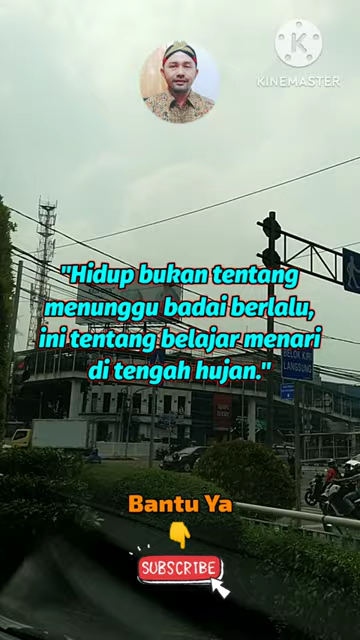 KINEMASTER
"Hidup bukan tentang
menunggu badai berlalu,
ini tentang belajar menari
di tengah hujan."
BELOK KIRI
LANGSUNG
Bantu Ya
SUBSCRIBE